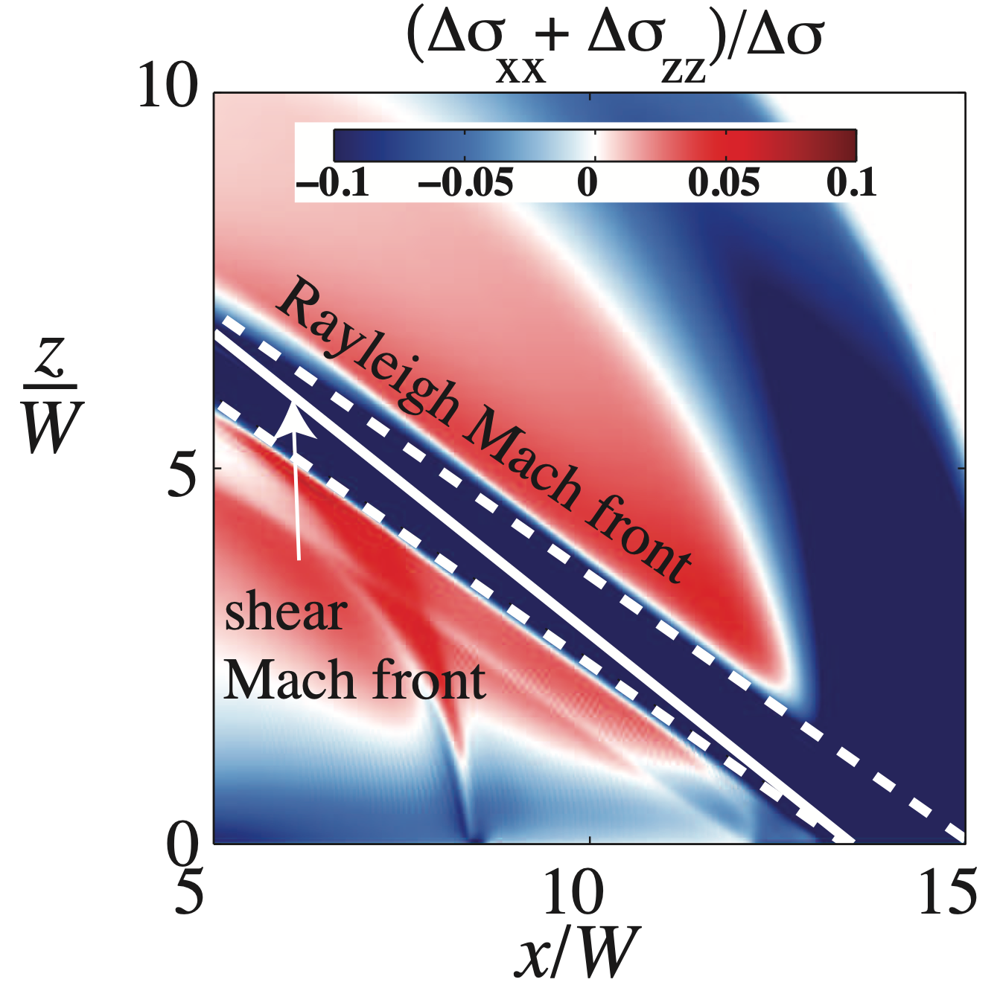 (Δσxx + Δσzz)/Δσ
10
−0.1 −0.05 0 0.05 0.1
Rayleigh Mach front
z
W
5
shear
Mach front
0
5 10 15
x/W